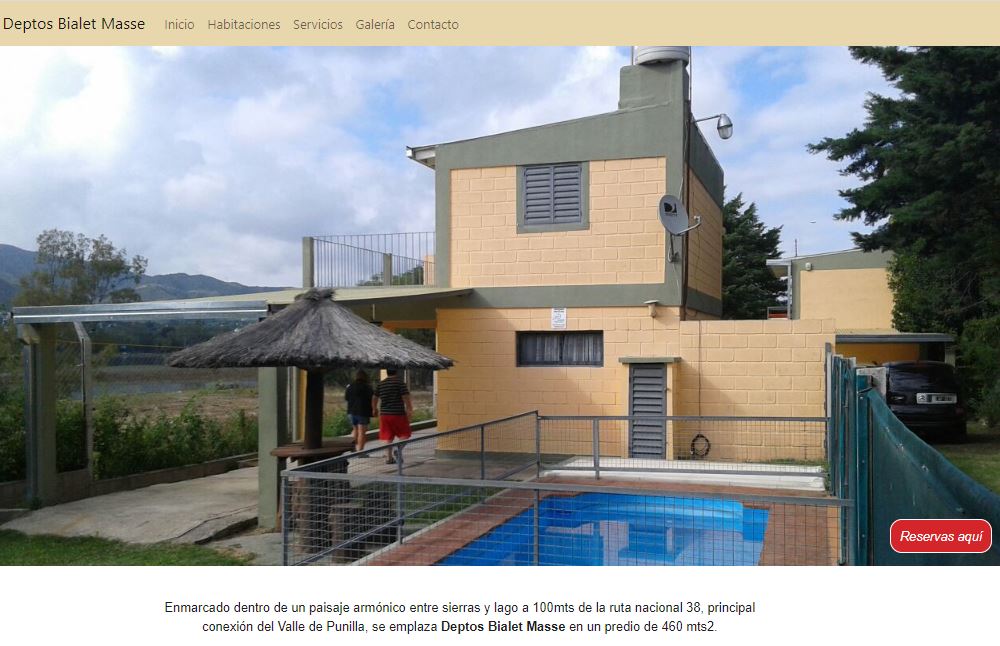 Deptos Bialet Masse Inicio Habitaciones Servicios Galería Contacto
Reservas aquí
Enmarcado dentro de un paisaje armónico entre sierras y lago a 100mts de la ruta nacional 38, principal
conexión del Valle de Punilla, se emplaza Deptos Bialet Masse en un predio de 460 mts2.